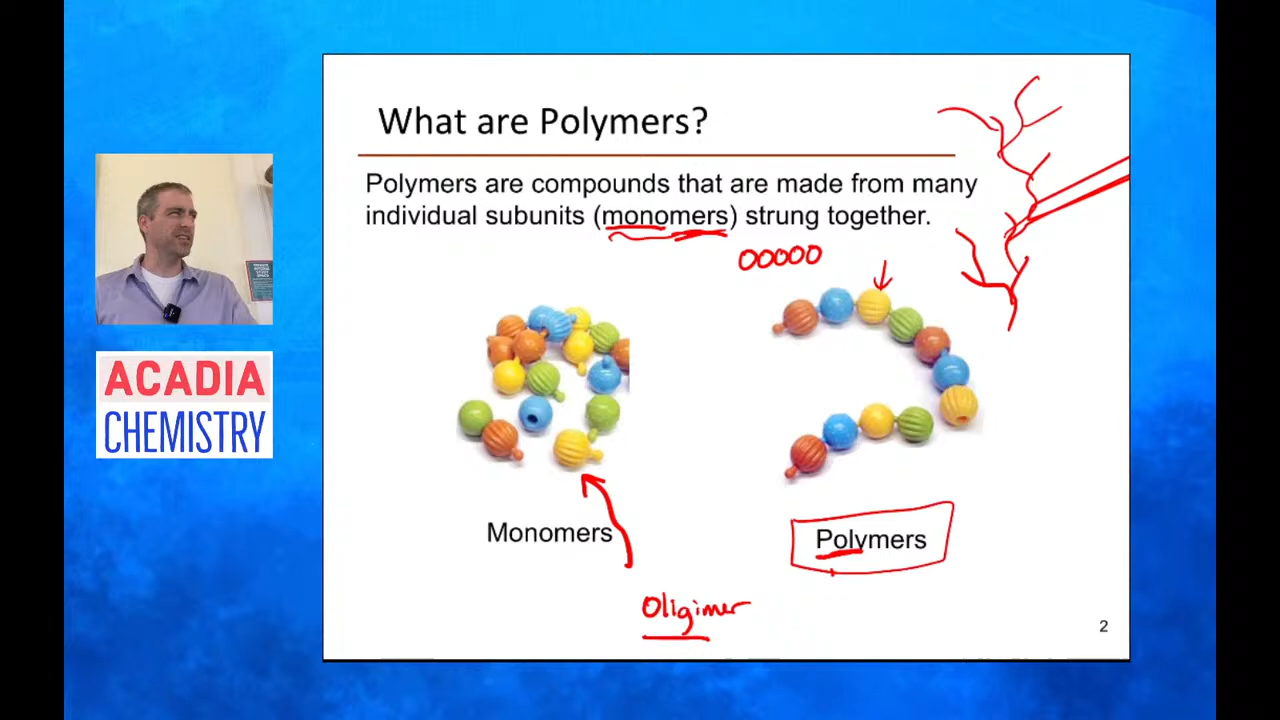 What are Polymers?
Polymers are compounds that are made from many
individual subunits (monomers) strung together.
ACADIA
CHEMISTRY
Monomers
Polymers
Oligimer
2